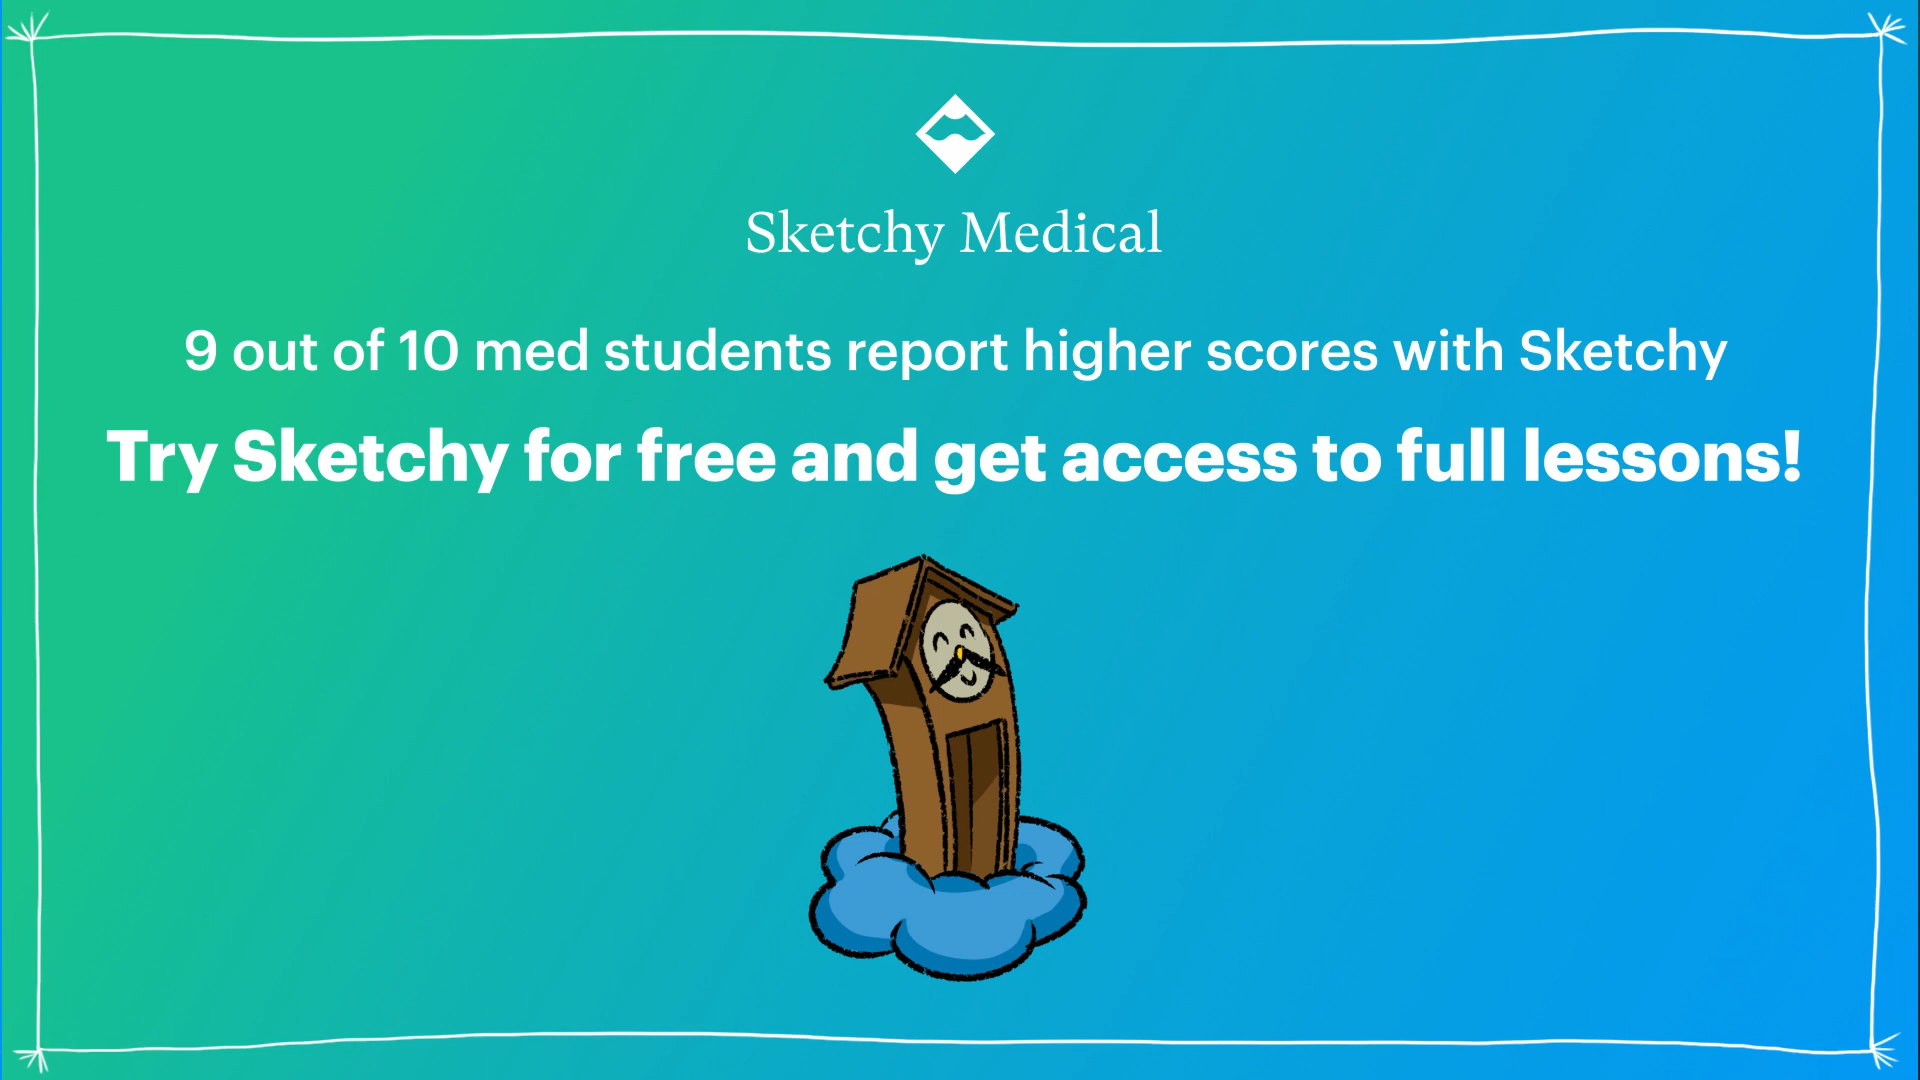 Sketchy Medical
9 out of 10 med students report higher scores with Sketchy
Try Sketchy for free and get access to full lessons!